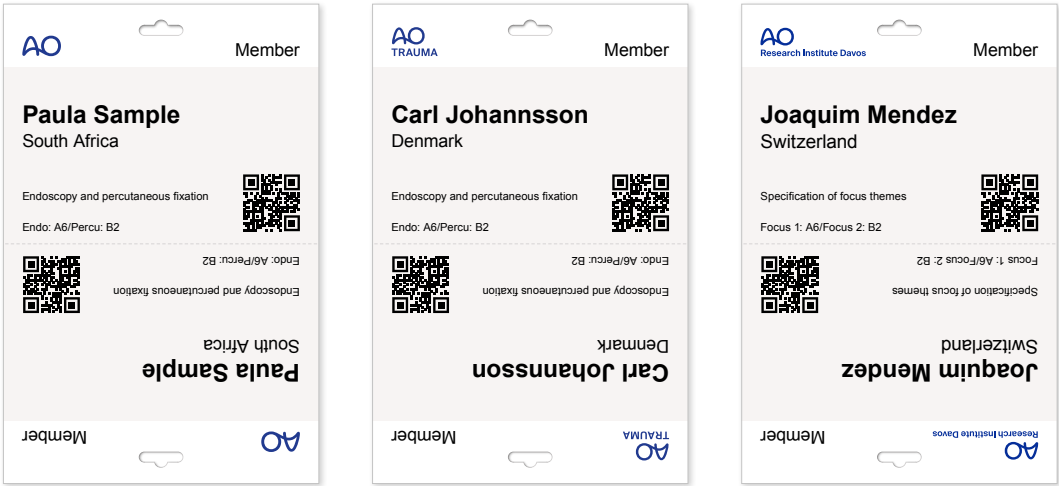 AO
Member
Paula Sample
South Africa
Endoscopy and percutaneous fixation
Endo: A6/Percu: B2
Endo: A6/Percu: B2
Endoscopy and percutaneous fixation
South Africa
Paula Sample
Member
AO
AO
TRAUMA
Member
Carl Johannsson
Denmark
Endoscopy and percutaneous fixation
Endo: A6/Percu: B2
Endo: A6/Percu: B2
Endoscopy and percutaneous fixation
Denmark
Carl Johannsson
Member
TRAUMA
AO
AO
Research Institute Davos
Member
Joaquim Mendez
Switzerland
Specification of focus themes
Focus 1: A6/Focus 2: B2
Focus 1: A6/Focus 2: B2
Specification of focus themes
Switzerland
Joaquim Mendez
Member
Research Institute Davos
AO